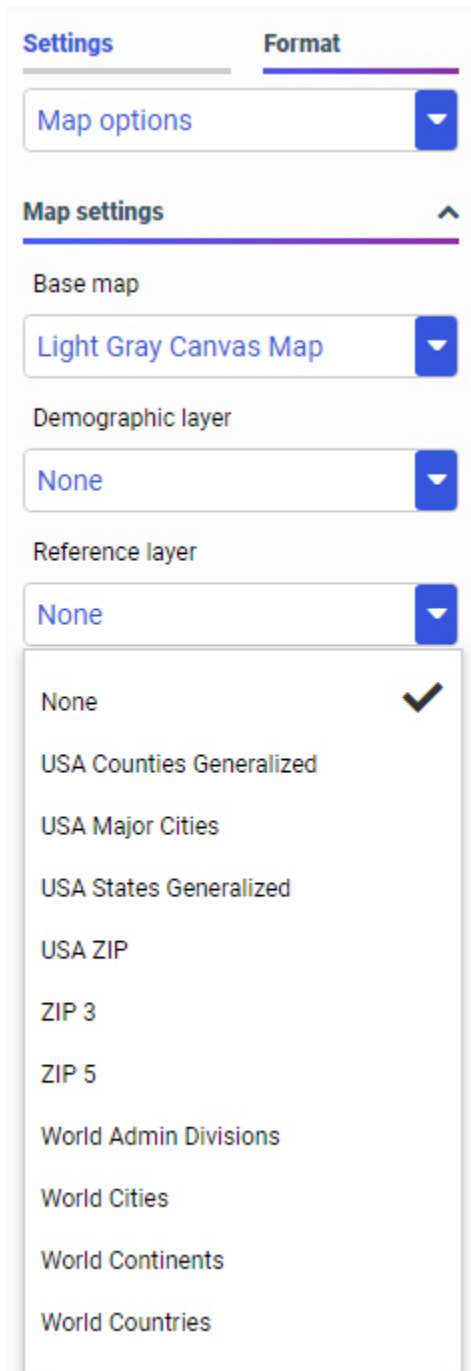 Settings Format
Map options
Map settings
Base map
Light Gray Canvas Map
Demographic layer
None
Reference layer
None
None
USA Counties Generalized
USA Major Cities
USA States Generalized
USA ZIP
ZIP 3
ZIP 5
World Admin Divisions
World Cities
World Continents
World Countries